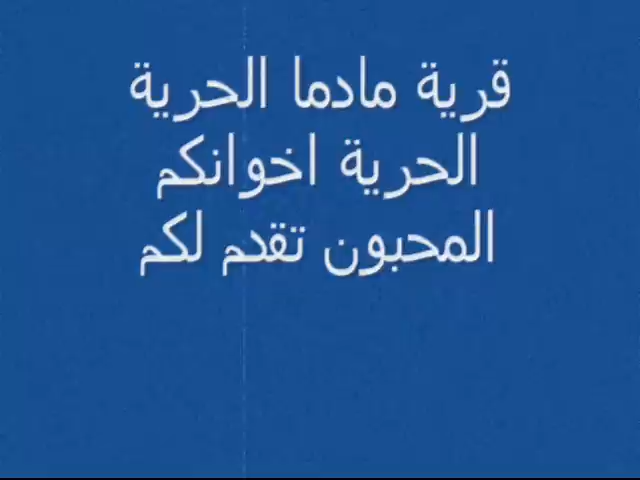 قرية مادما الحرية
الحرية اخوانكم
المحبون تقدم لكم